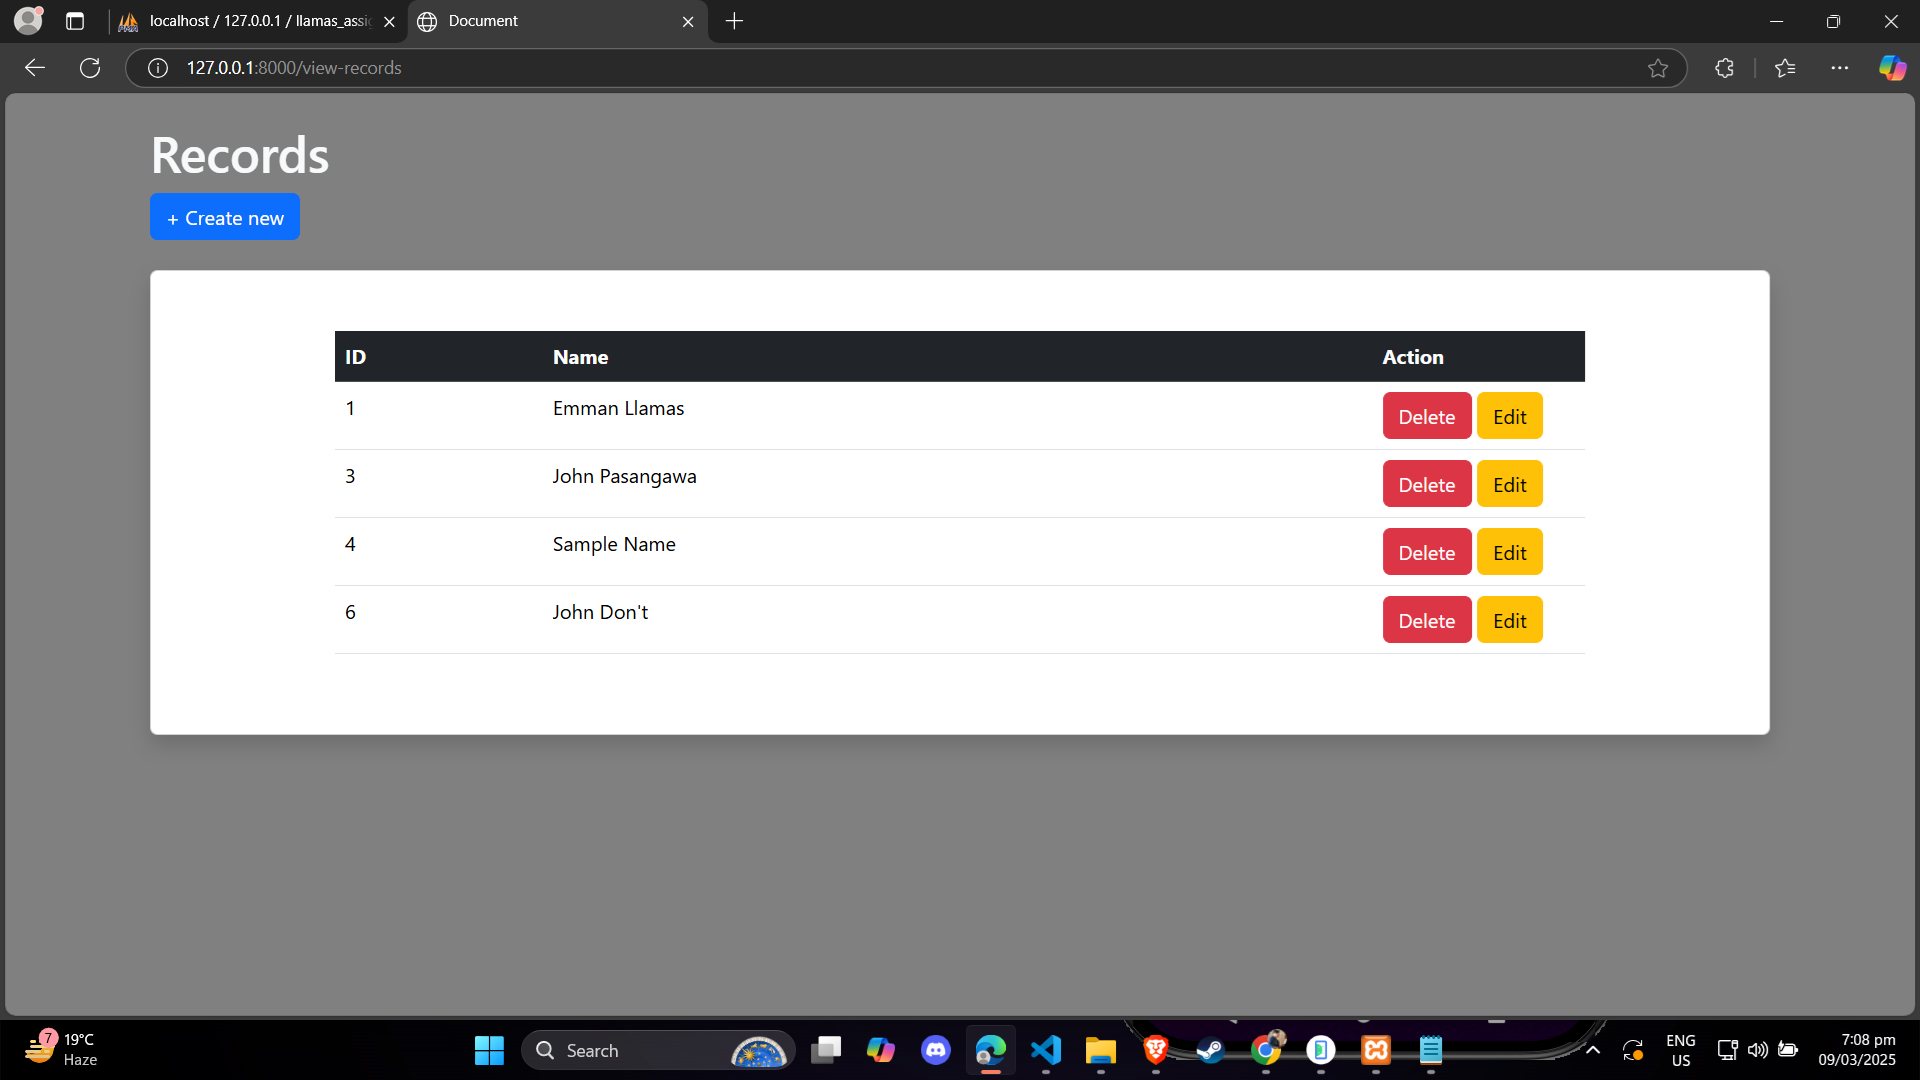 localhost / 127.0.0.1 / llamas_assi
Document
127.0.0.1:8000/view-records
Records
+ Create new
ID Name Action
1 Emman Llamas Delete Edit
3 John Pasangawa Delete Edit
4 Sample Name Delete Edit
6 John Don't Delete Edit
7
19°C
Haze
Search
ENG
US
7:08 pm
09/03/2025